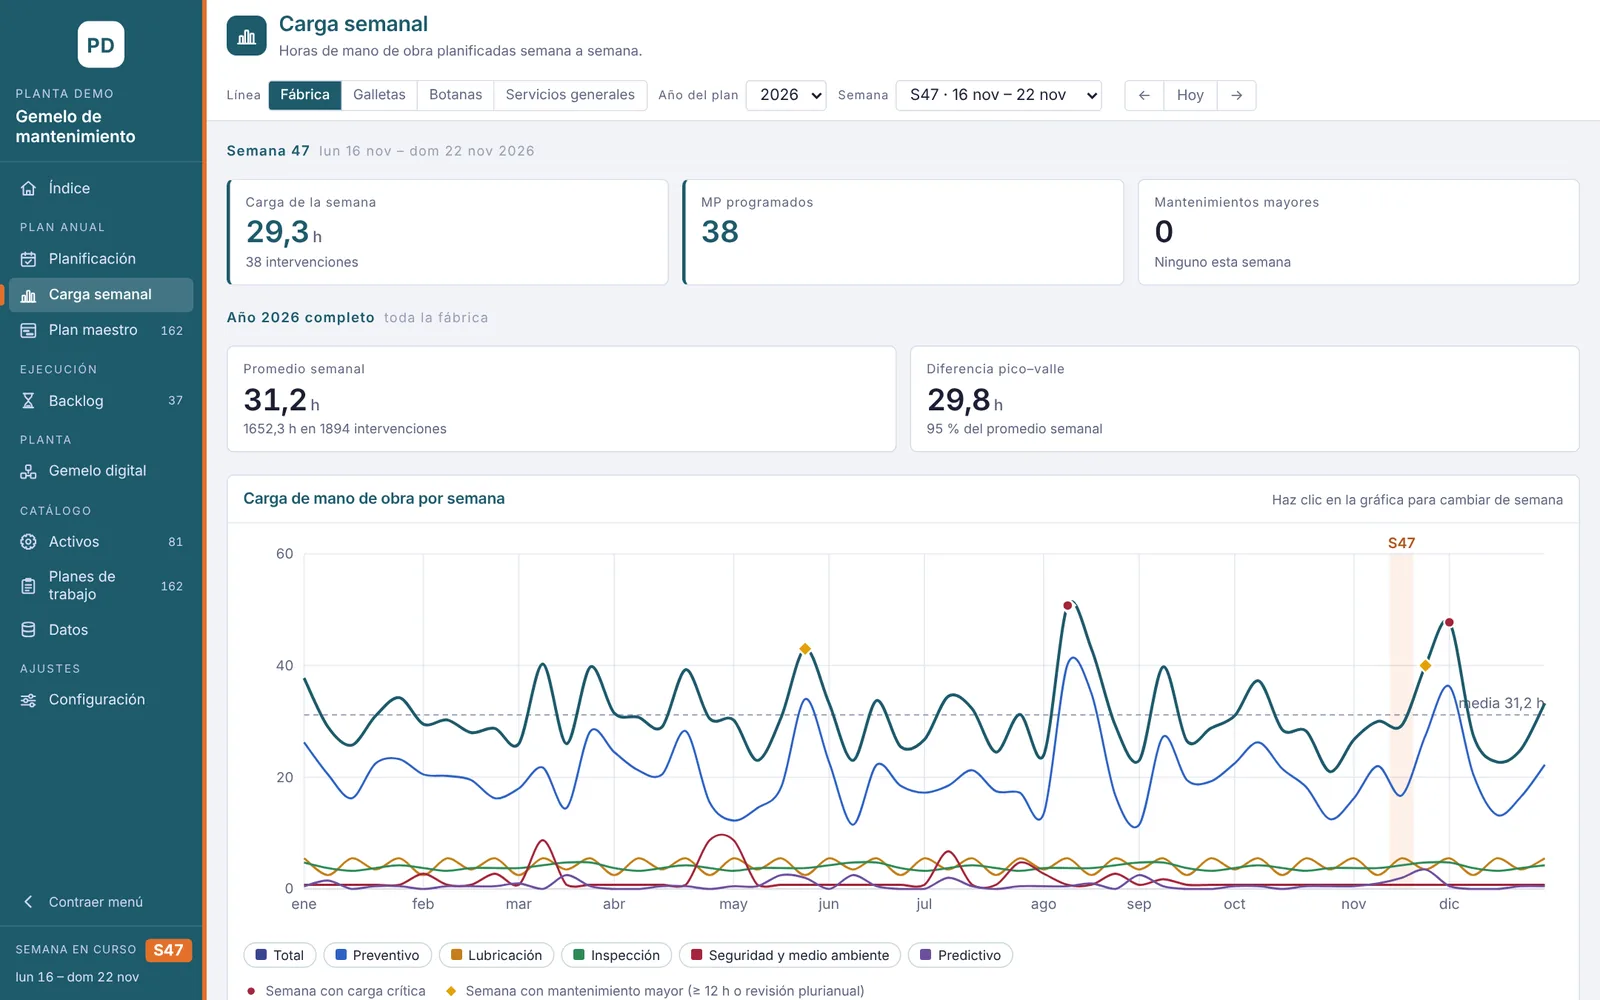 PD
PLANTA DEMO
Gemelo de
mantenimiento
Índice
PLAN ANUAL
Planificación
Carga semanal
Plan maestro 162
EJECUCIÓN
Backlog 37
PLANTA
Gemelo digital
CATÁLOGO
Activos 81
Planes de
trabajo 162
Datos
AJUSTES
Configuración
Contraer menú
SEMANA EN CURSO S47
lun 16 – dom 22 nov
Carga semanal
Horas de mano de obra planificadas semana a semana.
Línea Fábrica Galletas Botanas Servicios generales Año del plan 2026 Semana S47 · 16 nov – 22 nov ← Hoy →
Semana 47 lun 16 nov – dom 22 nov 2026
Carga de la semana
29,3 h
38 intervenciones
MP programados
38
Mantenimientos mayores
0
Ninguno esta semana
Año 2026 completo toda la fábrica
Promedio semanal
31,2 h
1652,3 h en 1894 intervenciones
Diferencia pico–valle
29,8 h
95 % del promedio semanal
Carga de mano de obra por semana
Haz clic en la gráfica para cambiar de semana
S47
60
40
media 31,2 h
20
0
ene feb mar abr may jun jul ago sep oct nov dic
Total Preventivo Lubricación Inspección Seguridad y medio ambiente Predictivo
Semana con carga crítica Semana con mantenimiento mayor (≥ 12 h o revisión plurianual)